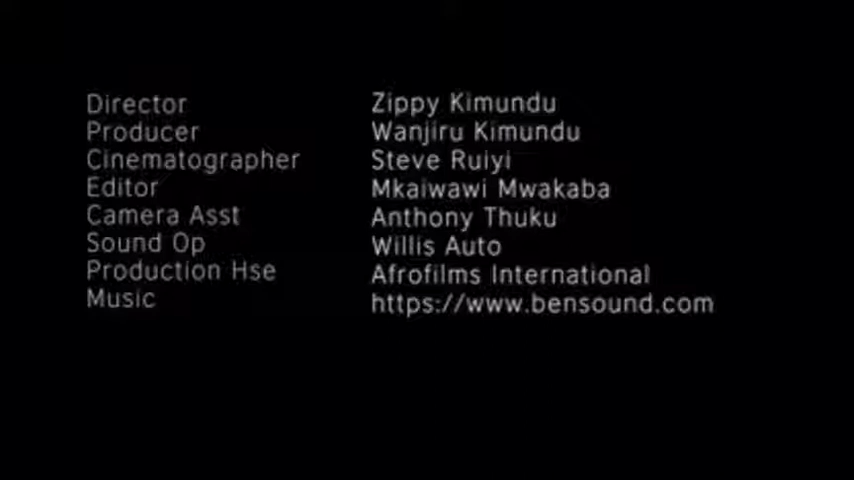 Director Zippy Kimundu
Producer Wanjiru Kimundu
Cinematographer Steve Ruiyi
Editor Mkaiwawi Mwakaba
Camera Asst Anthony Thuku
Sound Op Willis Auto
Production Hse Afrofilms International
Music https://www.bensound.com